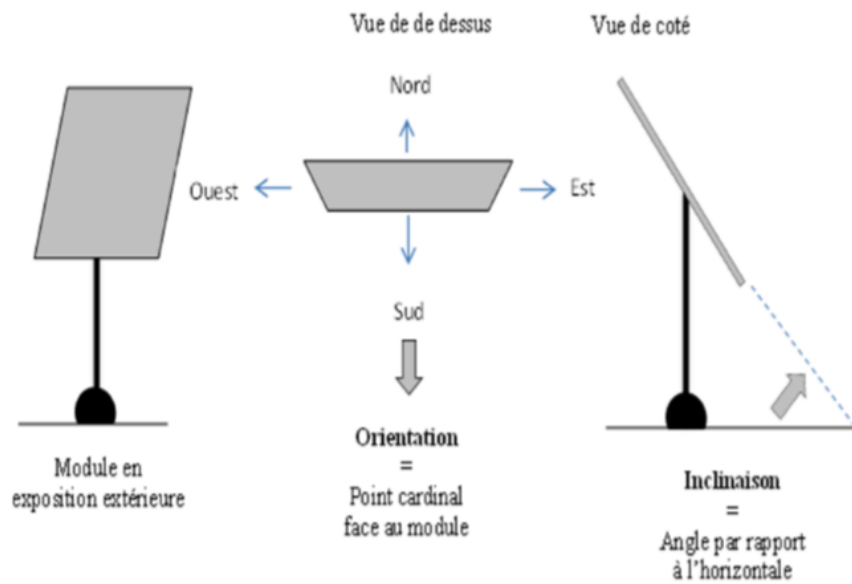 Vue de de dessus
Vue de coté
Nord
Ouest
Est
Sud
Module en
exposition extérieure
Orientation
=
Point cardinal
face au module
Inclinaison
=
Angle par rapport
à l'horizontale